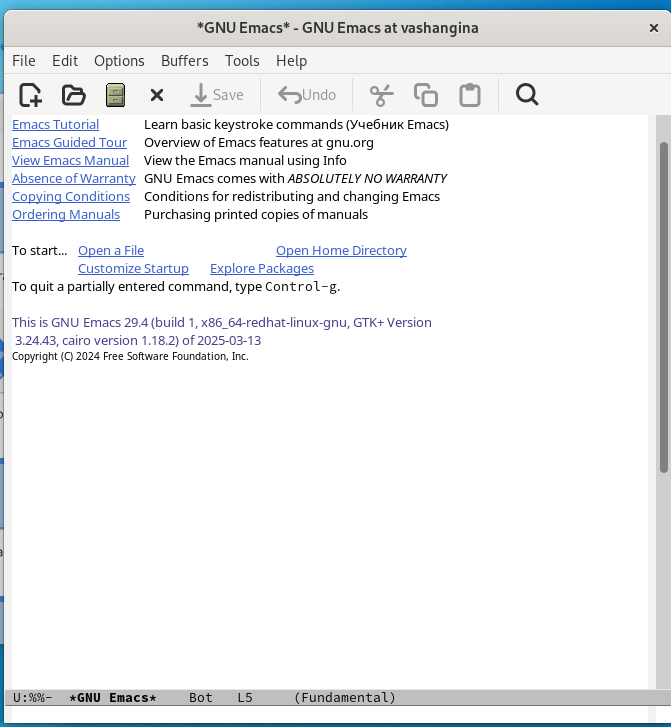 *GNU Emacs* - GNU Emacs at vashangina
File Edit Options Buffers Tools Help
Save Undo
Emacs Tutorial Learn basic keystroke commands (Учебник Emacs)
Emacs Guided Tour Overview of Emacs features at gnu.org
View Emacs Manual View the Emacs manual using Info
Absence of Warranty GNU Emacs comes with ABSOLUTELY NO WARRANTY
Copying Conditions Conditions for redistributing and changing Emacs
Ordering Manuals Purchasing printed copies of manuals
To start... Open a File Open Home Directory
Customize Startup Explore Packages
To quit a partially entered command, type Control-g.
This is GNU Emacs 29.4 (build 1, x86_64-redhat-linux-gnu, GTK+ Version
3.24.43, cairo version 1.18.2) of 2025-03-13
Copyright (C) 2024 Free Software Foundation, Inc.
U:%%- *GNU Emacs* Bot L5 (Fundamental)